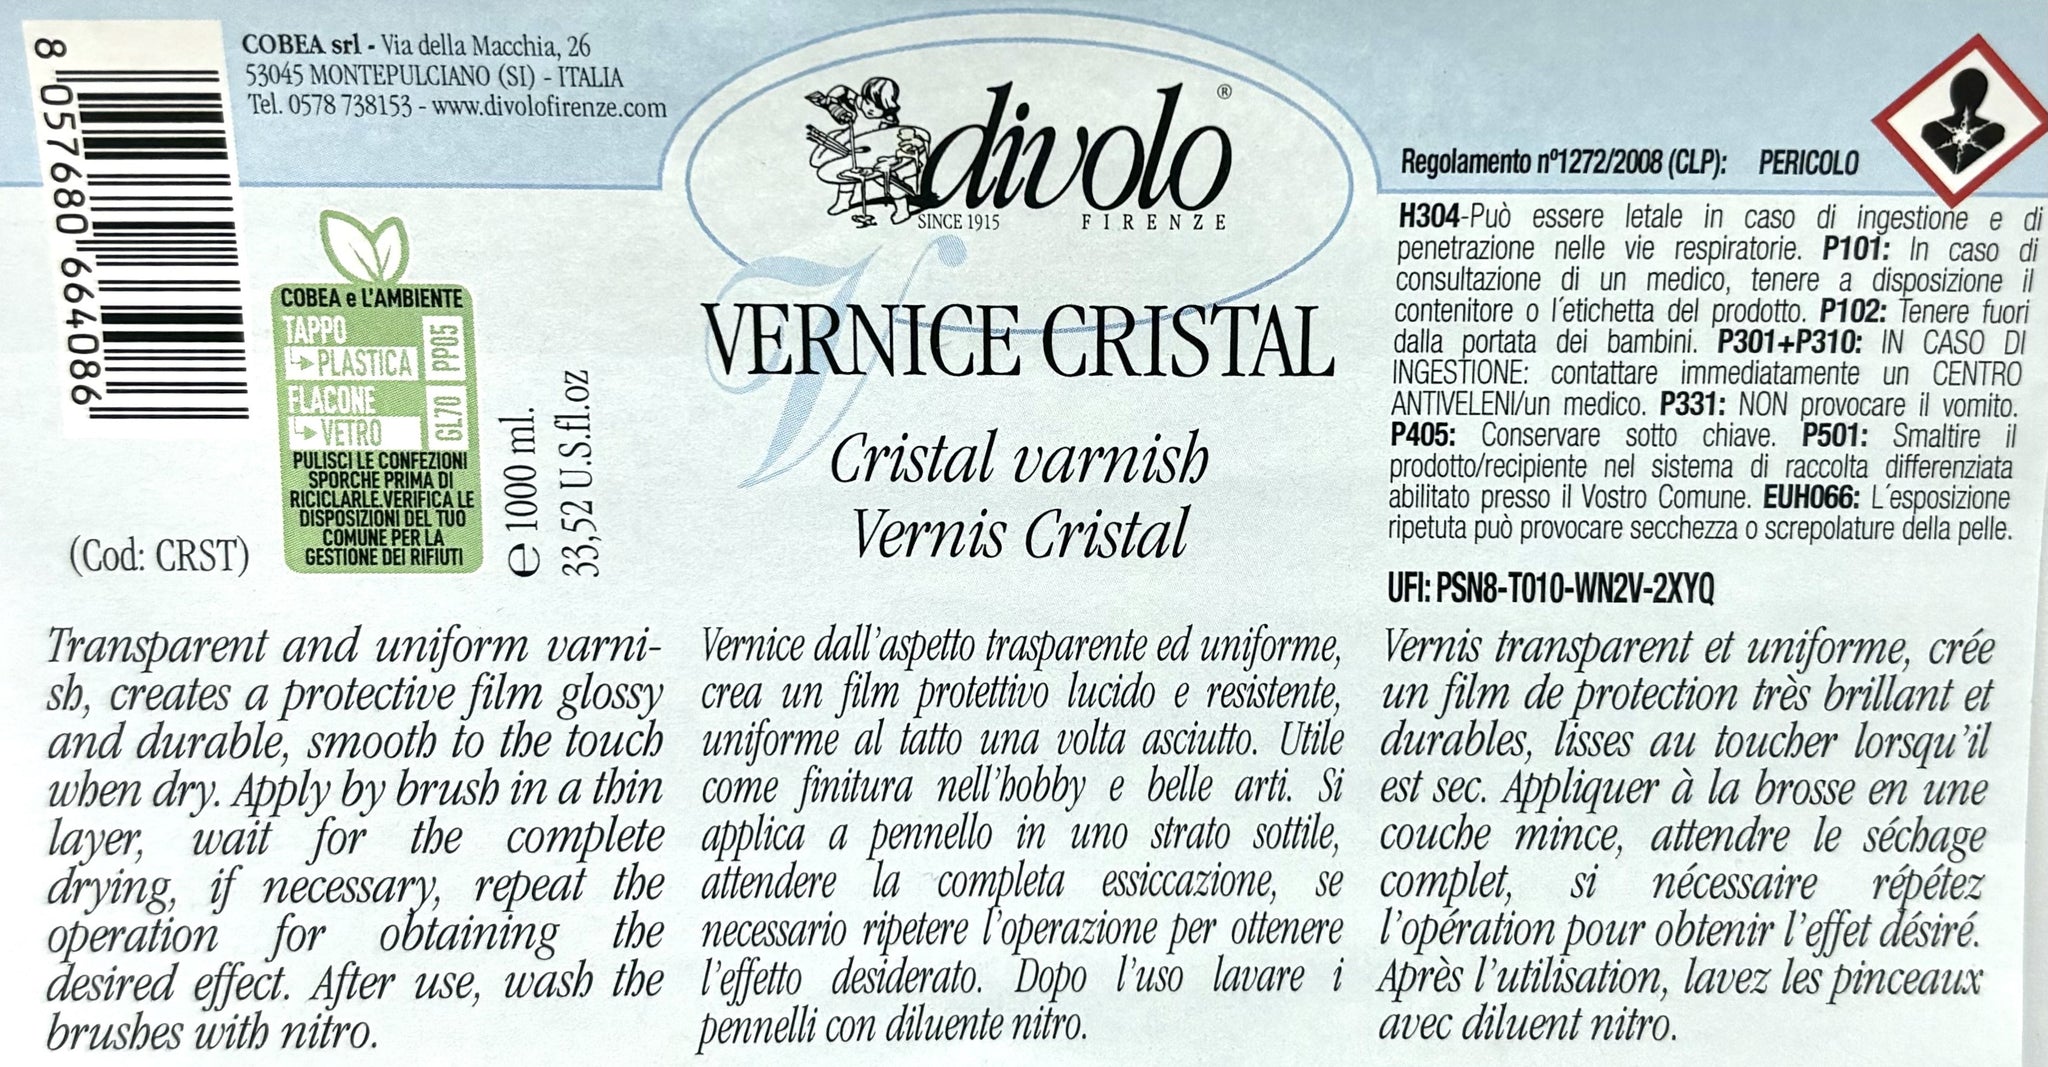 8 057680 664086
COBEA srl - Via della Macchia, 26
53045 MONTEPULCIANO (SI) - ITALIA
Tel. 0578 738153 - www.divolofirenze.com
divolo®
SINCE 1915 FIRENZE
VERNICE CRISTAL
Cristal varnish
Vernis Cristal
COBEA e L'AMBIENTE
TAPPO
PLASTICA
PP05
FLACONE
VETRO
GL70
PULISCI LE CONFEZIONI
SPORCHE PRIMA DI
RICICLARLE.VERIFICA LE
DISPOSIZIONI DEL TUO
COMUNE PER LA
GESTIONE DEI RIFIUTI
(Cod: CRST)
e 1000 ml.
33,52 U.S.fl.oz
Regolamento nº1272/2008 (CLP): PERICOLO
H304-Può essere letale in caso di ingestione e di
penetrazione nelle vie respiratorie. P101: In caso di
consultazione di un medico, tenere a disposizione il
contenitore o l´etichetta del prodotto. P102: Tenere fuori
dalla portata dei bambini. P301+P310: IN CASO DI
INGESTIONE: contattare immediatamente un CENTRO
ANTIVELENI/un medico. P331: NON provocare il vomito.
P405: Conservare sotto chiave. P501: Smaltire il
prodotto/recipiente nel sistema di raccolta differenziata
abilitato presso il Vostro Comune. EUH066: L´esposizione
ripetuta può provocare secchezza o screpolature della pelle.
UFI: PSN8-T010-WN2V-2XYQ
Transparent and uniform varni-
sh, creates a protective film glossy
and durable, smooth to the touch
when dry. Apply by brush in a thin
layer, wait for the complete
drying, if necessary, repeat the
operation for obtaining the
desired effect. After use, wash the
brushes with nitro.
Vernice dall'aspetto trasparente ed uniforme,
crea un film protettivo lucido e resistente,
uniforme al tatto una volta asciutto. Utile
come finitura nell'hobby e belle arti. Si
applica a pennello in uno strato sottile,
attendere la completa essiccazione, se
necessario ripetere l'operazione per ottenere
l'effetto desiderato. Dopo l'uso lavare i
pennelli con diluente nitro.
Vernis transparent et uniforme, crée
un film de protection très brillant et
durables, lisses au toucher lorsqu'il
est sec. Appliquer à la brosse en une
couche mince, attendre le séchage
complet, si nécessaire répétez
l'opération pour obtenir l'effet désiré.
Après l'utilisation, lavez les pinceaux
avec diluent nitro.